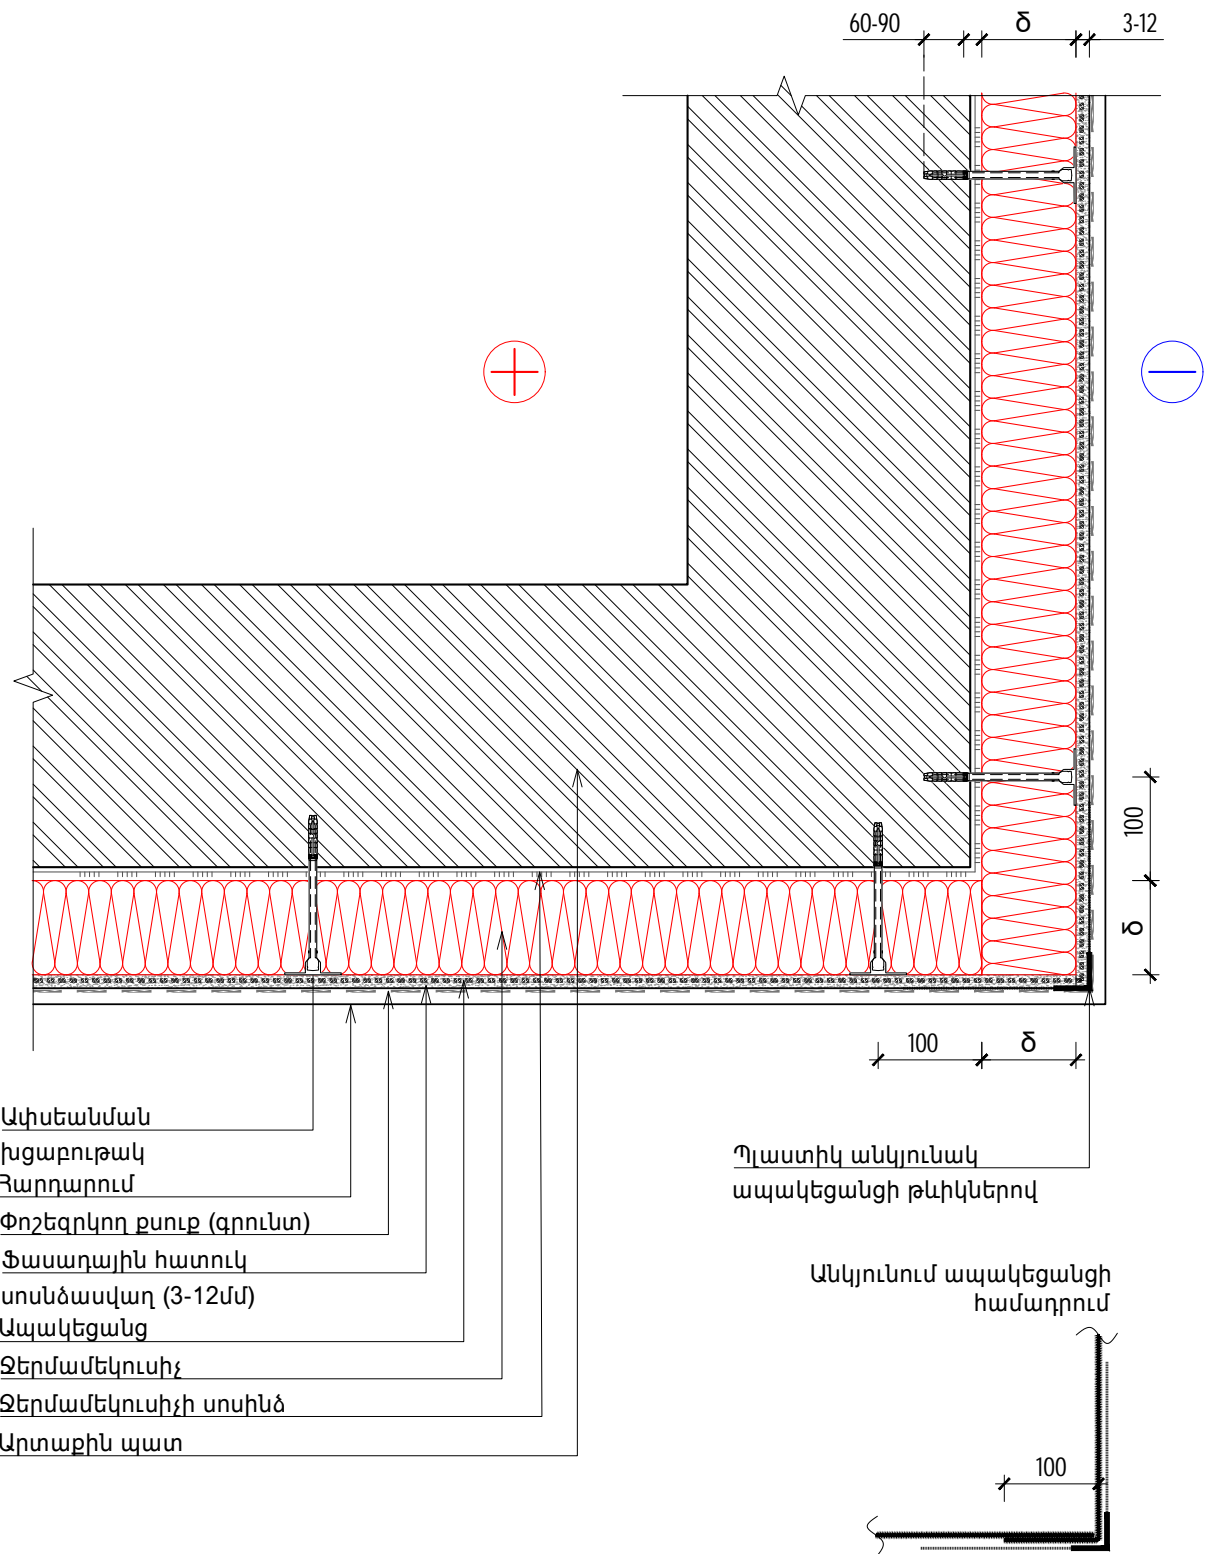 60-90
δ
3-12
100
δ
100
δ
Ափսեանման
խցաբութակ
Հարդարում
Փոշեզրկող քսուք (գրունտ)
Ֆասադային հատուկ
սոսնձասվաղ (3-12մմ)
Ապակեցանց
Ջերմամեկուսիչ
Ջերմամեկուսիչի սոսինձ
Արտաքին պատ
Պլաստիկ անկյունակ
ապակեցանցի թևիկներով
Անկյունում ապակեցանցի
համադրում
100